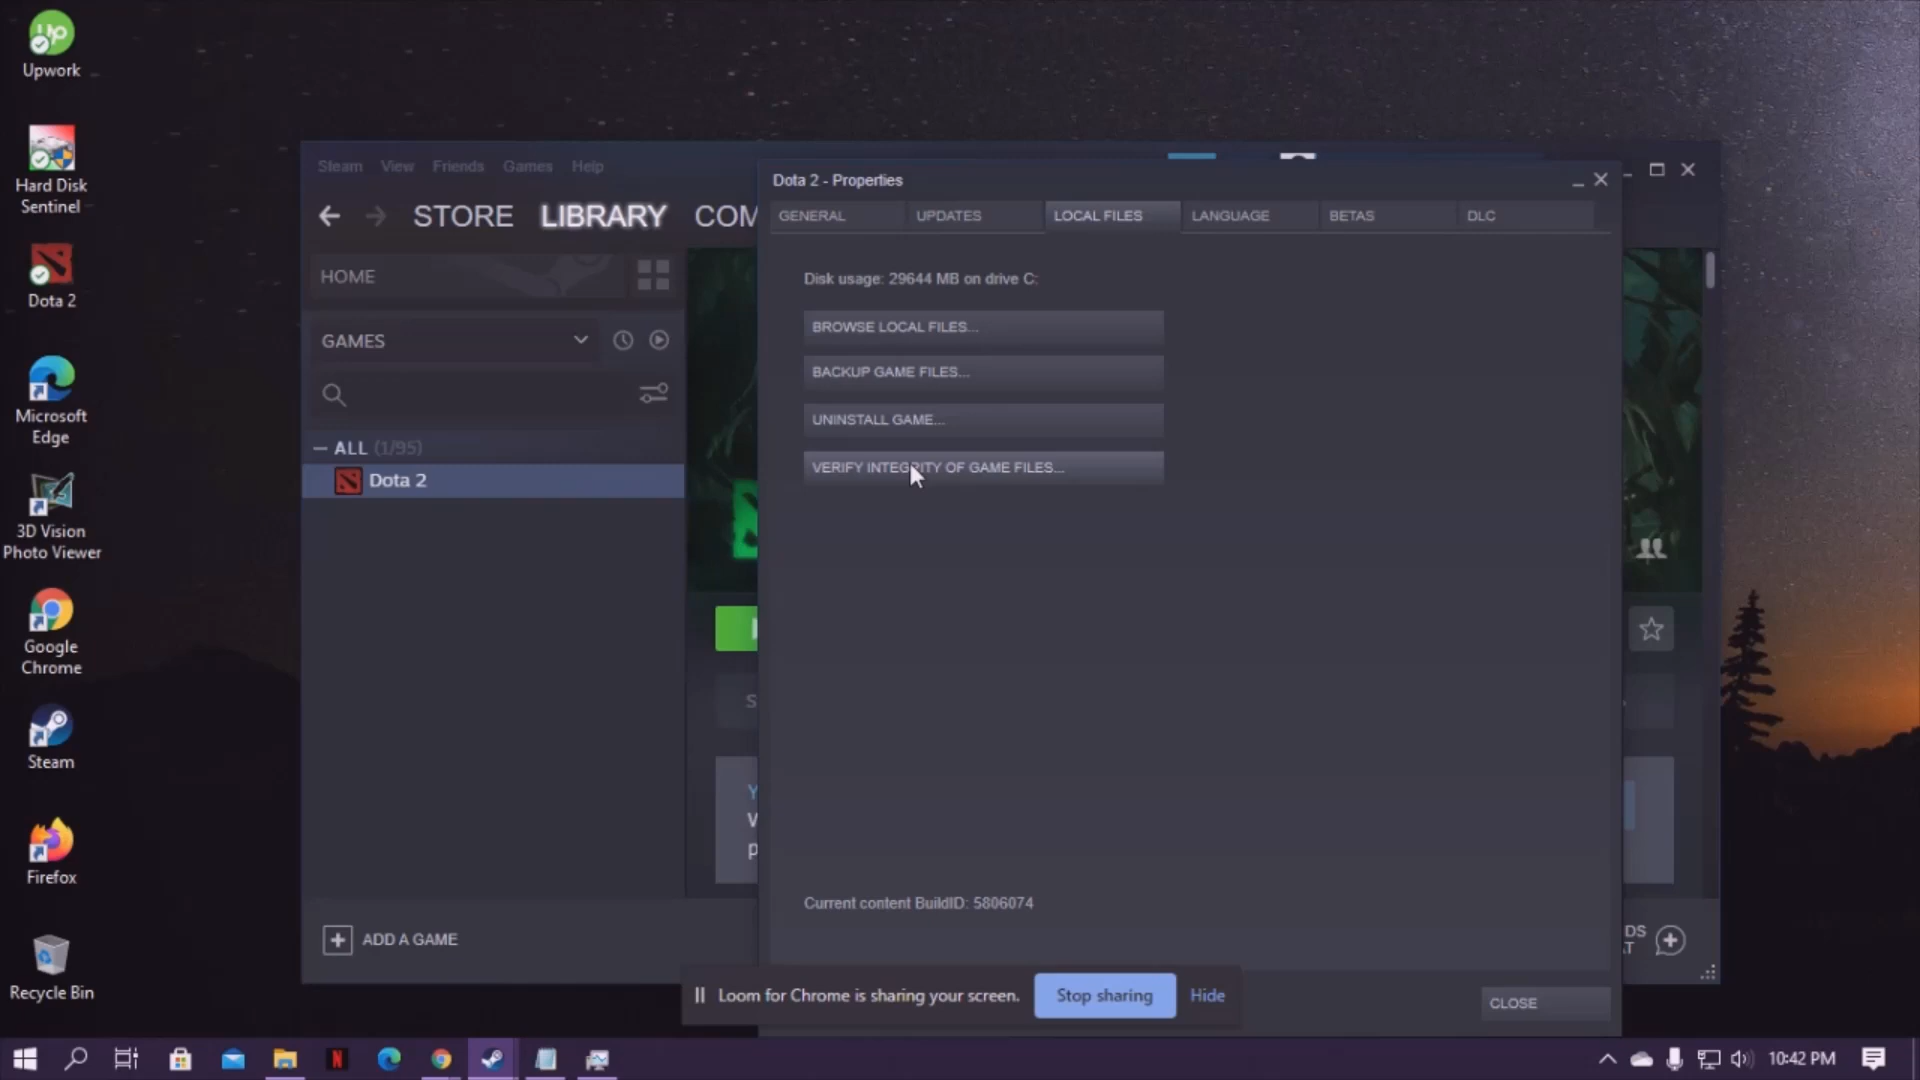 Upwork
Hard Disk
Sentinel
Dota 2
Microsoft
Edge
3D Vision
Photo Viewer
Google
Chrome
Steam
Firefox
Recycle Bin
Steam View Friends Games Help
STORE LIBRARY COM
HOME
GAMES
— ALL (1/95)
Dota 2
ADD A GAME
Dota 2 - Properties
GENERAL UPDATES LOCAL FILES LANGUAGE BETAS DLC
Disk usage: 29644 MB on drive C:
BROWSE LOCAL FILES...
BACKUP GAME FILES...
UNINSTALL GAME...
VERIFY INTEGRITY OF GAME FILES...
S
Y
W
p
Current content BuildID: 5806074
DS
T
Loom for Chrome is sharing your screen. Stop sharing Hide
CLOSE
10:42 PM